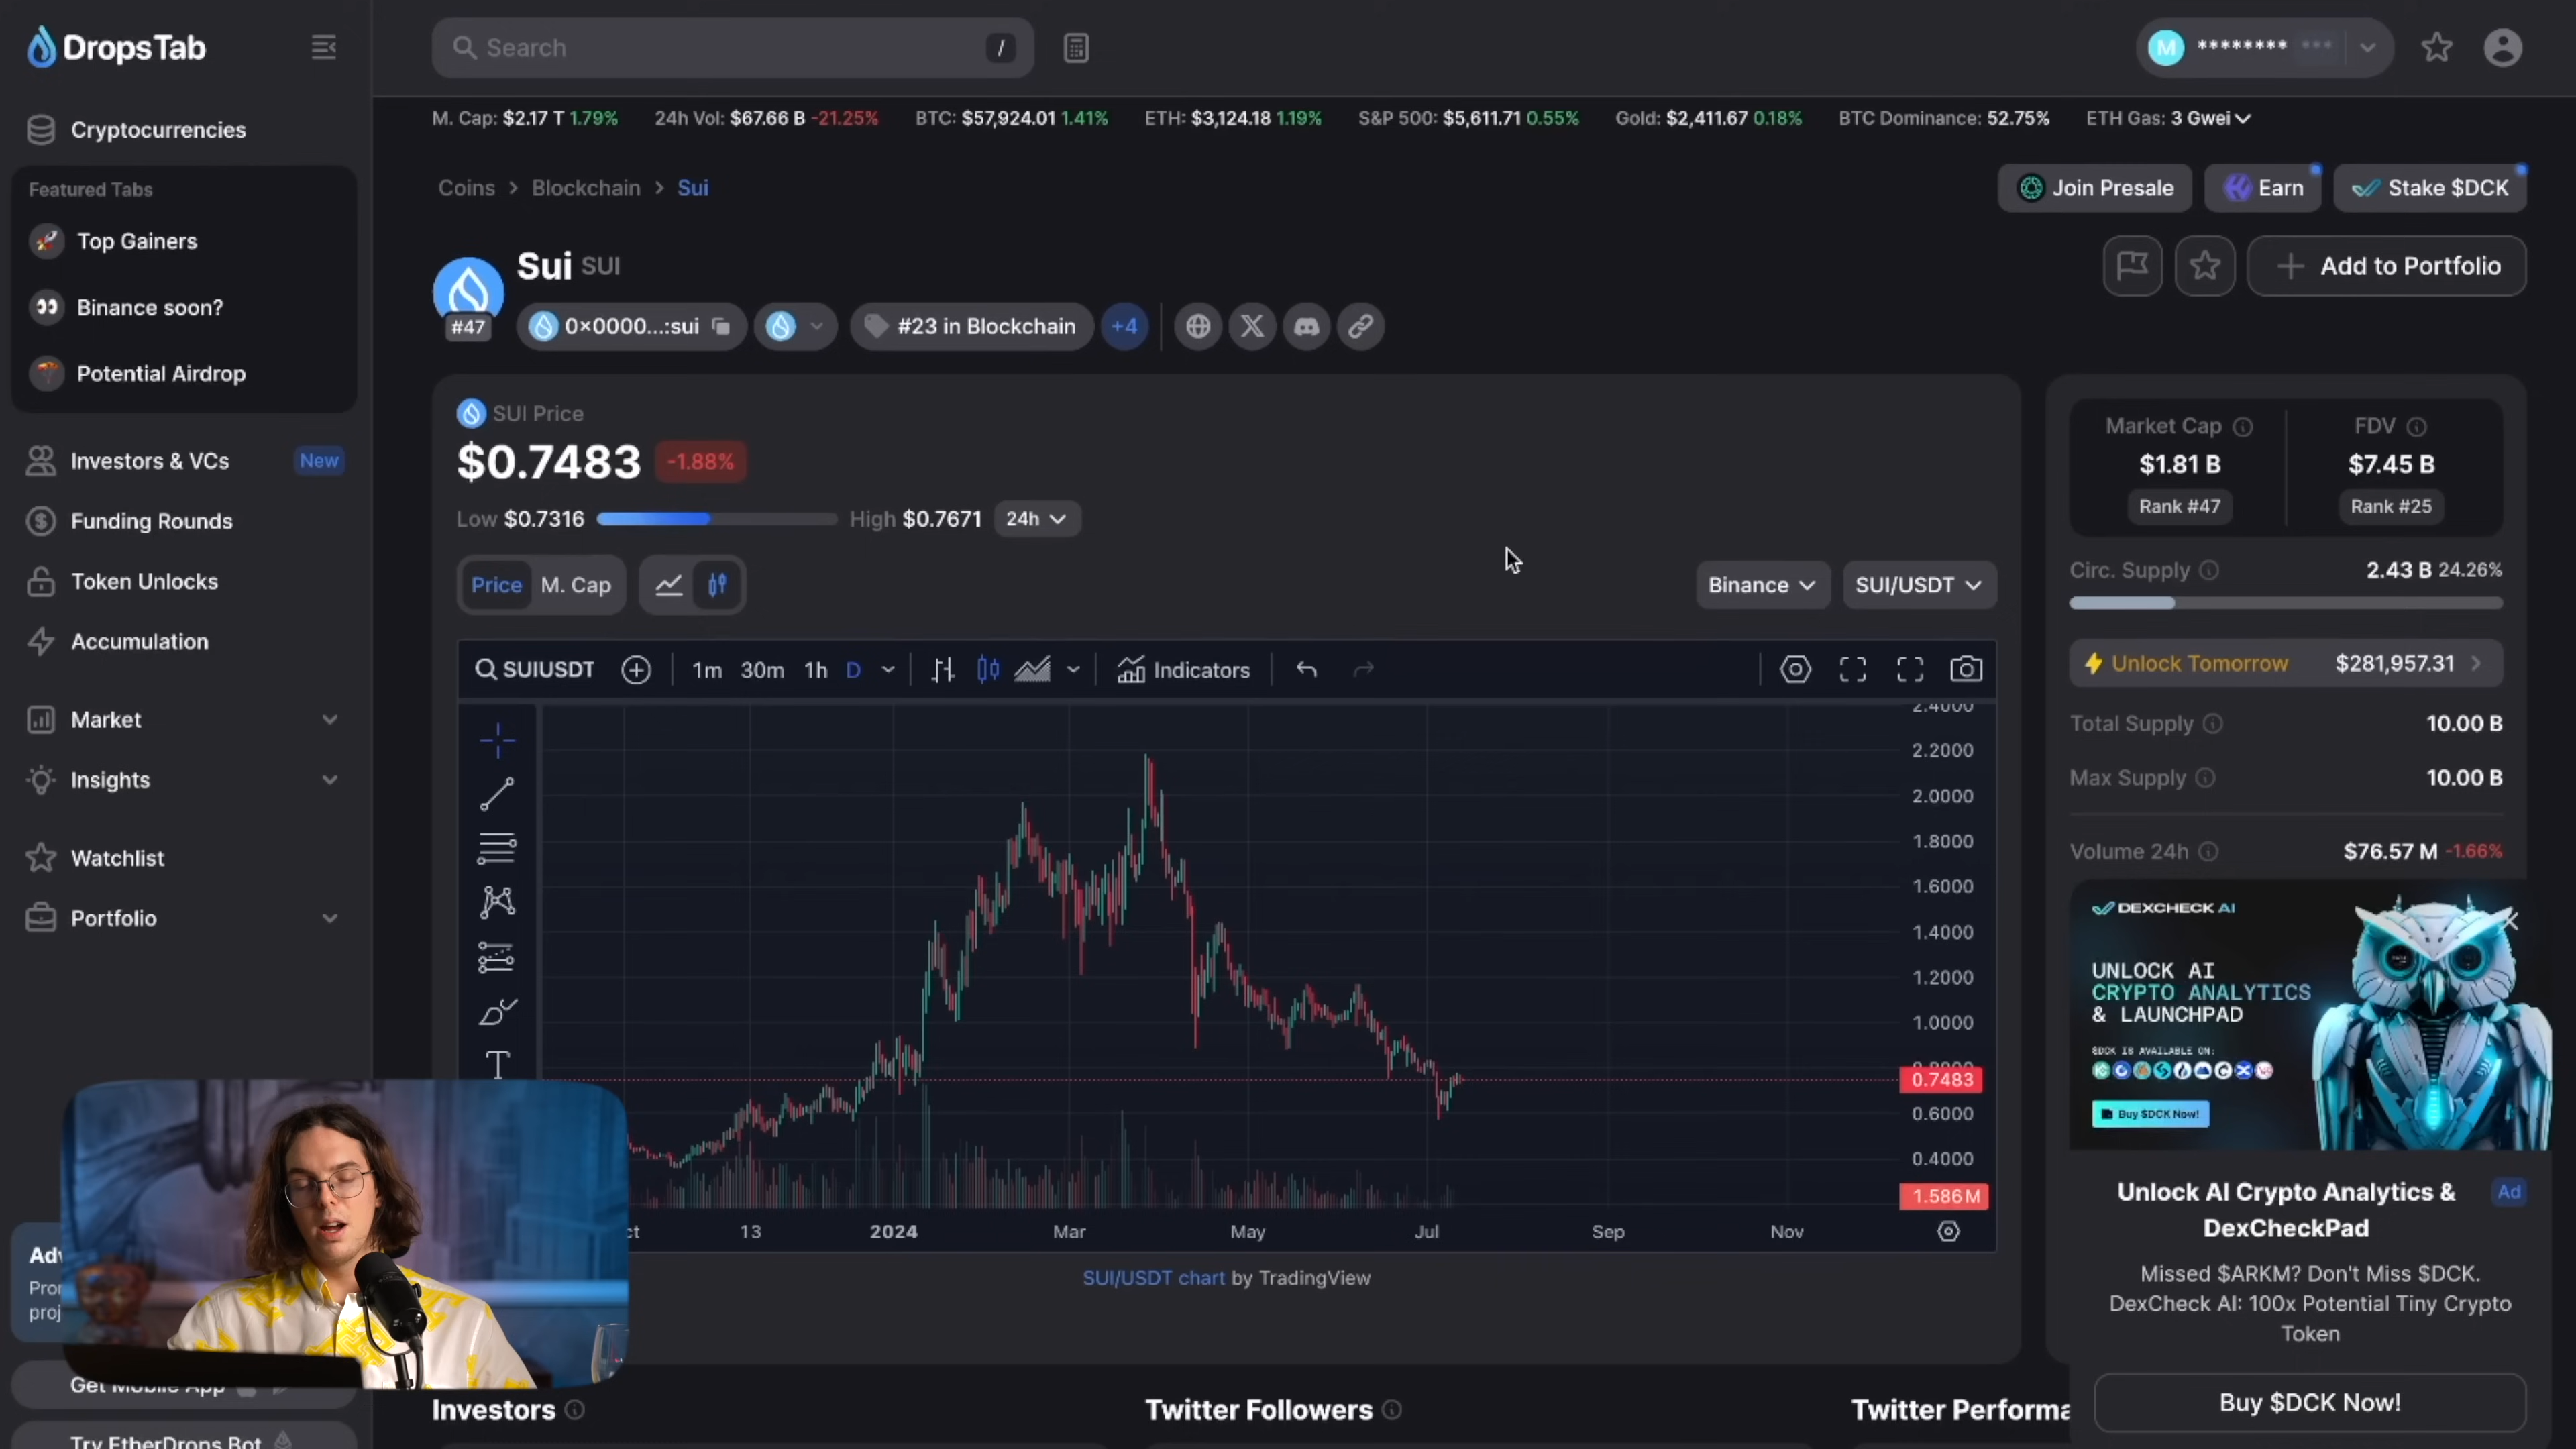 DropsTab
Search
/
M
******** ***
M. Cap: $2.17 T 1.79%
24h Vol: $67.66 B -21.25%
BTC: $57,924.01 1.41%
ETH: $3,124.18 1.19%
S&P 500: $5,611.71 0.55%
Gold: $2,411.67 0.18%
BTC Dominance: 52.75%
ETH Gas: 3 Gwei
Cryptocurrencies
Featured Tabs
Top Gainers
Binance soon?
Potential Airdrop
Investors & VCs New
Funding Rounds
Token Unlocks
Accumulation
Market
Insights
Watchlist
Portfolio
Get Mobile App
Try EtherDrops Bot
Coins > Blockchain > Sui
Join Presale
Earn
Stake $DCK
Sui SUI
#47
0x0000...:sui
#23 in Blockchain
+4
Add to Portfolio
SUI Price
$0.7483 -1.88%
Low $0.7316
High $0.7671
24h
Price
M. Cap
Binance
SUI/USDT
SUIUSDT
1m 30m 1h D
Indicators
2.4000
2.2000
2.0000
1.8000
1.6000
1.4000
1.2000
1.0000
0.8000
0.7483
0.6000
0.4000
1.586 M
13 2024 Mar May Jul Sep Nov
SUI/USDT chart by TradingView
Investors
Twitter Followers
Twitter Performa
Market Cap
$1.81 B
Rank #47
FDV
$7.45 B
Rank #25
Circ. Supply 2.43 B 24.26%
Unlock Tomorrow $281,957.31
Total Supply 10.00 B
Max Supply 10.00 B
Volume 24h $76.57 M -1.66%
DEXCHECK AI
UNLOCK AI
CRYPTO ANALYTICS
& LAUNCHPAD
$DCK IS AVAILABLE ON:
Buy $DCK Now!
Unlock AI Crypto Analytics & Ad
DexCheckPad
Missed $ARKM? Don't Miss $DCK.
DexCheck AI: 100x Potential Tiny Crypto
Token
Buy $DCK Now!